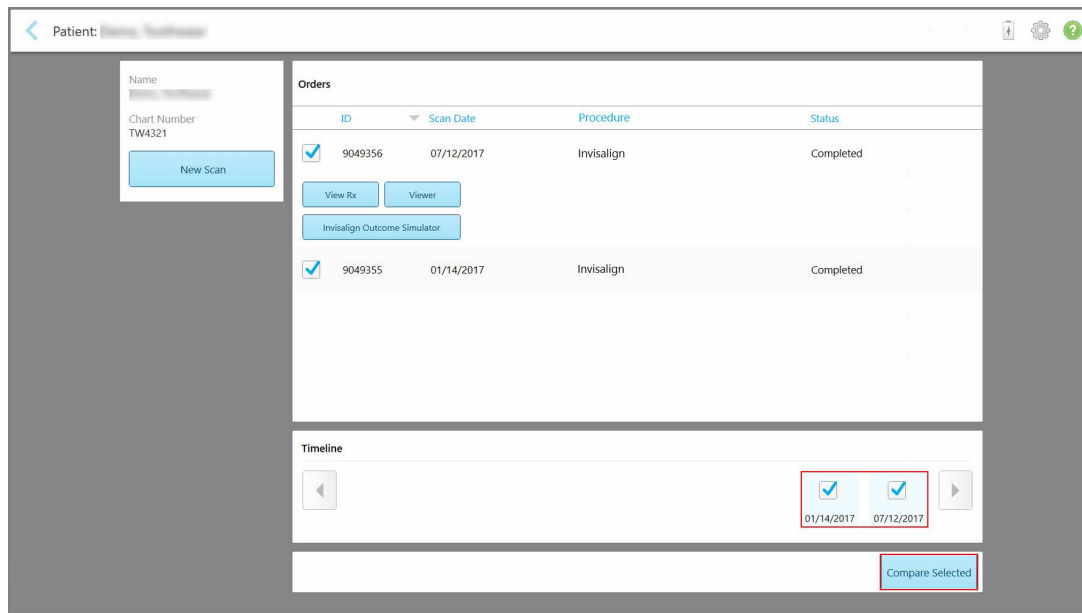 Patient:
Name
Chart Number
TW4321
New Scan
Orders
ID Scan Date Procedure Status
9049356 07/12/2017 Invisalign Completed
View Rx Viewer
Invisalign Outcome Simulator
9049355 01/14/2017 Invisalign Completed
Timeline
01/14/2017 07/12/2017
Compare Selected
?